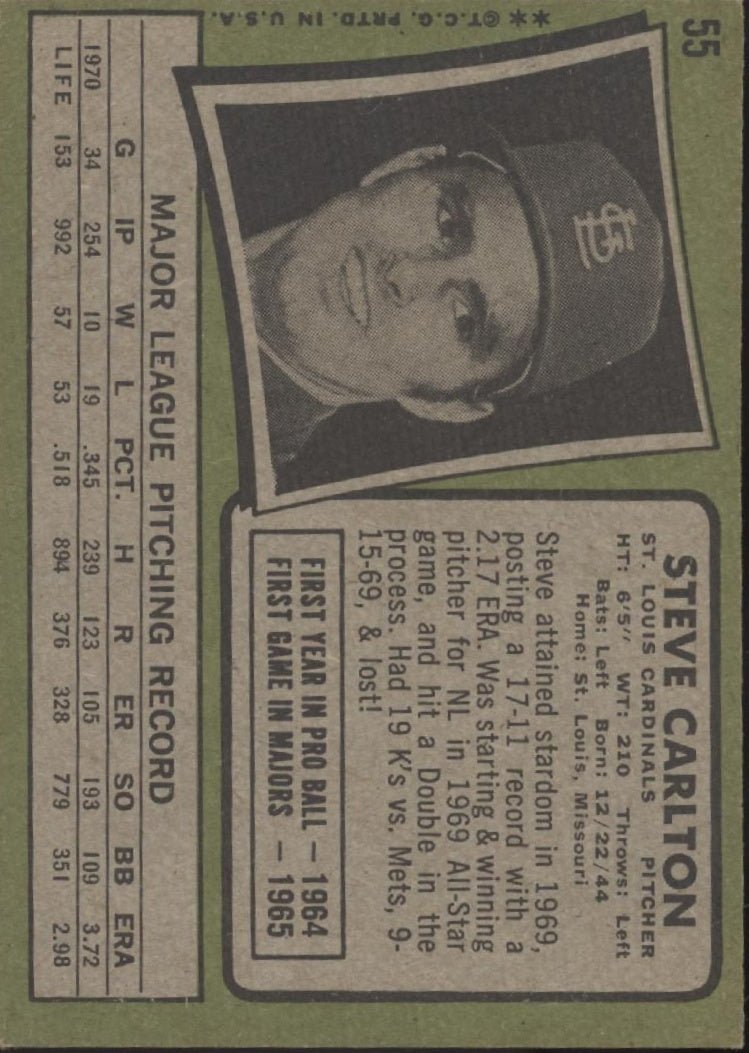 55
STEVE CARLTON
ST. LOUIS CARDINALS PITCHER
HT: 6'5" WT: 210 Throws: Left
Bats: Left Born: 12/22/44
Home: St. Louis, Missouri
Steve attained stardom in 1969,
posting a 17-11 record with a
2.17 ERA. Was starting & winning
pitcher for NL in 1969 All-Star
game, and hit a Double in the
process. Had 19 K's vs. Mets, 9-
15-69, & lost!
FIRST YEAR IN PRO BALL — 1964
FIRST GAME IN MAJORS — 1965
MAJOR LEAGUE PITCHING RECORD
G IP W L PCT. H R ER SO BB ERA
1970 34 254 10 19 .345 239 123 105 193 109 3.72
LIFE 153 992 57 53 .518 894 376 328 779 351 2.98
**©T.C.G. PRTD. IN U.S.A.
StL